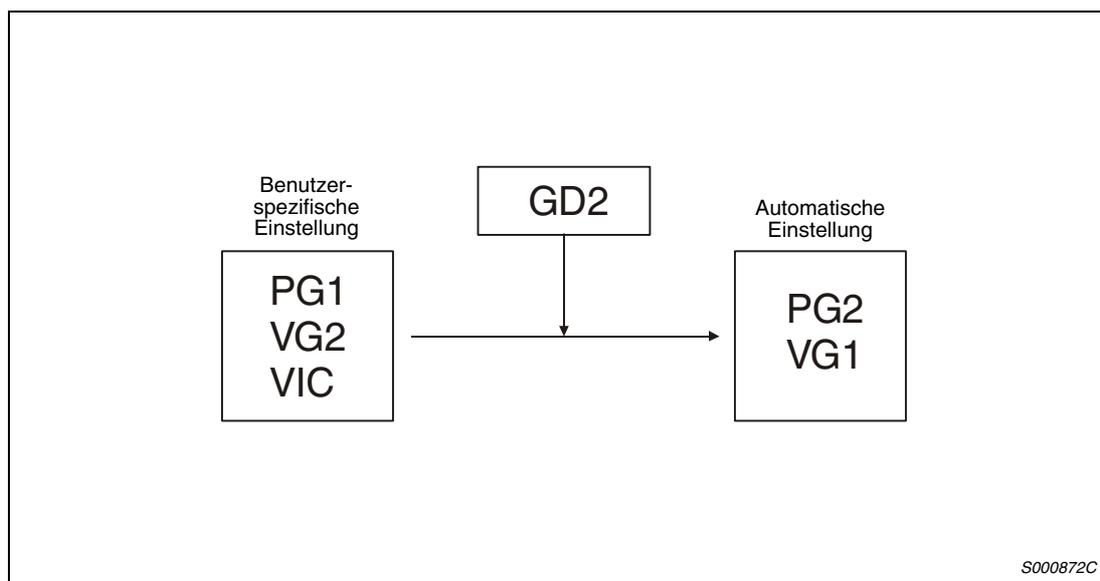 Benutzer-
spezifische
Einstellung
PG1
VG2
VIC
GD2
Automatische
Einstellung
PG2
VG1
S000872C